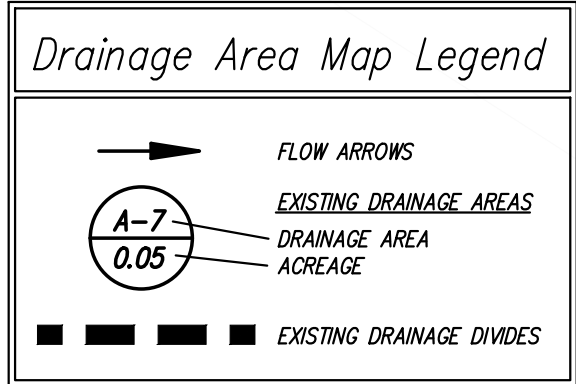 Drainage Area Map Legend
FLOW ARROWS
EXISTING DRAINAGE AREAS
A-7
DRAINAGE AREA
0.05
ACREAGE
EXISTING DRAINAGE DIVIDES